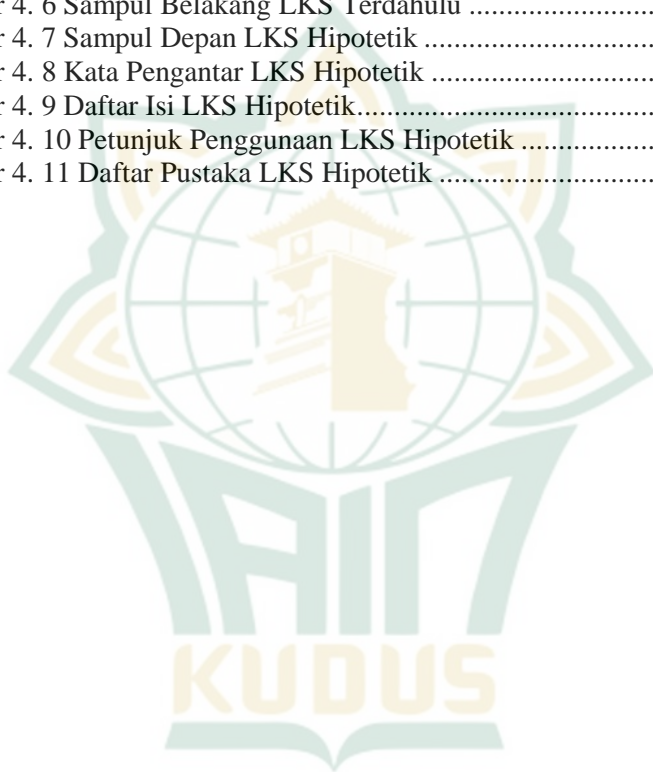 r 4. 6 Sampul Belakang LKS Terdahulu ..............................
r 4. 7 Sampul Depan LKS Hipotetik ....................................
r 4. 8 Kata Pengantar LKS Hipotetik ...................................
r 4. 9 Daftar Isi LKS Hipotetik..............................................
r 4. 10 Petunjuk Penggunaan LKS Hipotetik .....................
r 4. 11 Daftar Pustaka LKS Hipotetik .................................
IAIN
KUDUS